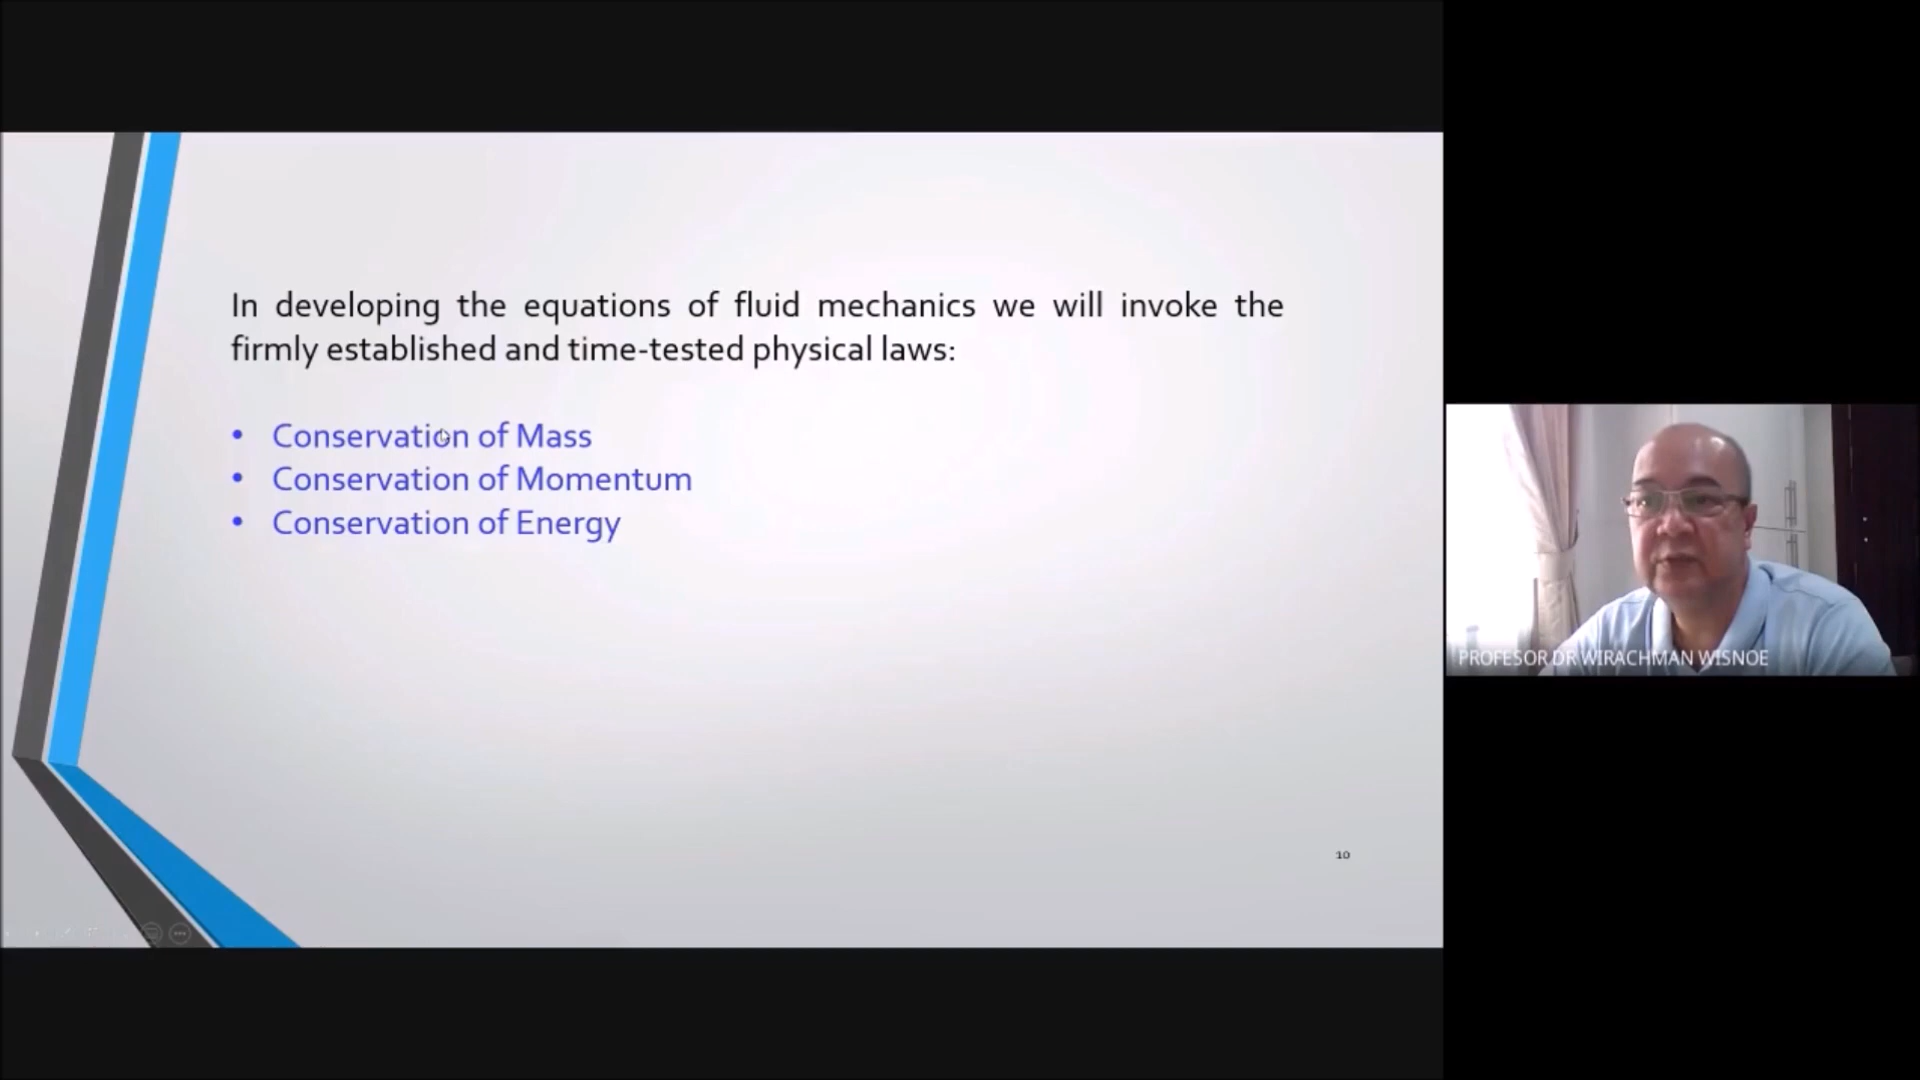 In developing the equations of fluid mechanics we will invoke the
firmly established and time-tested physical laws:
• Conservation of Mass
• Conservation of Momentum
• Conservation of Energy
10
PROFESOR DR WIRACHMAN WISNOE